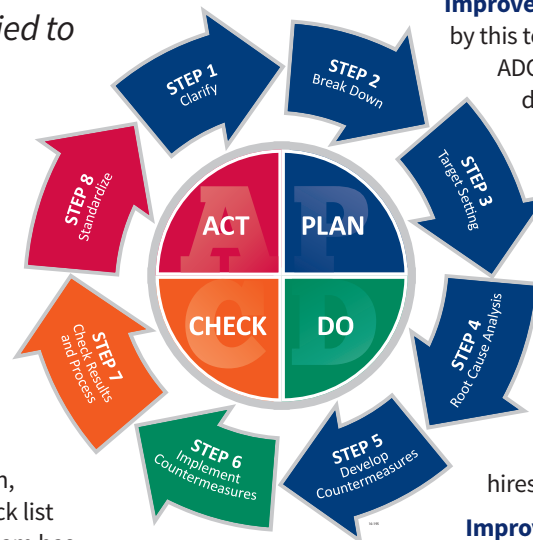 ied to
Improve
by this te
ADC
d
STEP 1
Clarify
STEP 2
Break Down
STEP 3
Target Setting
STEP 4
Root Cause Analysis
STEP 5
Develop
Countermeasures
STEP 6
Implement
Countermeasures
STEP 7
Check Results
and Process
STEP 8
Standardize
A
P
ACT
PLAN
CHECK
DO
C
D
n,
ck list
hires
Improv